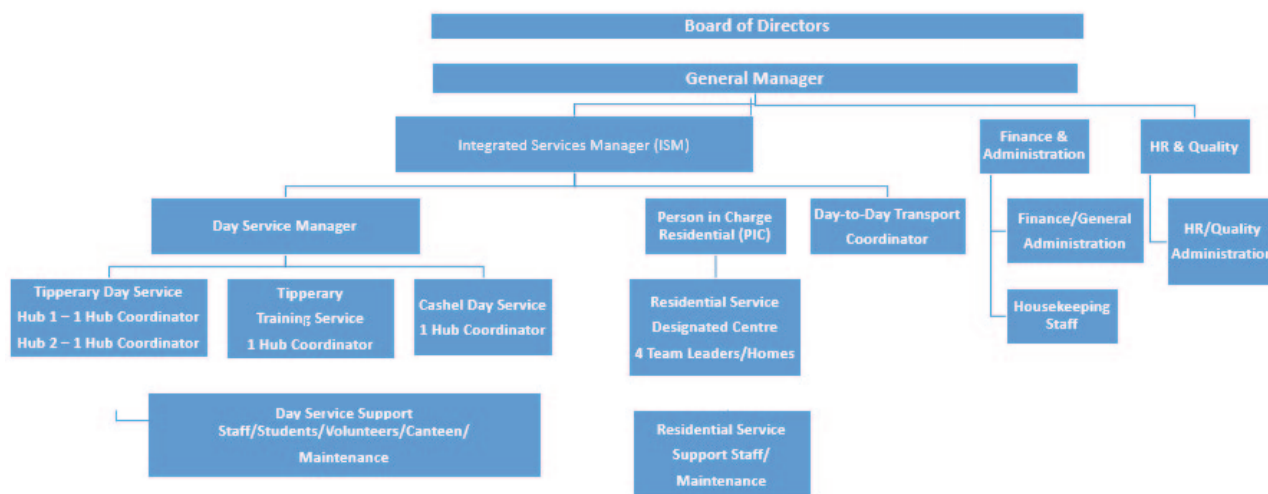 Board of Directors
General Manager
Integrated Services Manager (ISM)
Finance &
Administration
HR & Quality
Day Service Manager
Person in Charge
Residential (PIC)
Day-to-Day Transport
Coordinator
Finance/General
Administration
HR/Quality
Administration
Tipperary Day Service
Hub 1 – 1 Hub Coordinator
Hub 2 – 1 Hub Coordinator
Tipperary
Training Service
1 Hub Coordinator
Cashel Day Service
1 Hub Coordinator
Residential Service
Designated Centre
4 Team Leaders/Homes
Housekeeping
Staff
Day Service Support
Staff/Students/Volunteers/Canteen/
Maintenance
Residential Service
Support Staff/
Maintenance